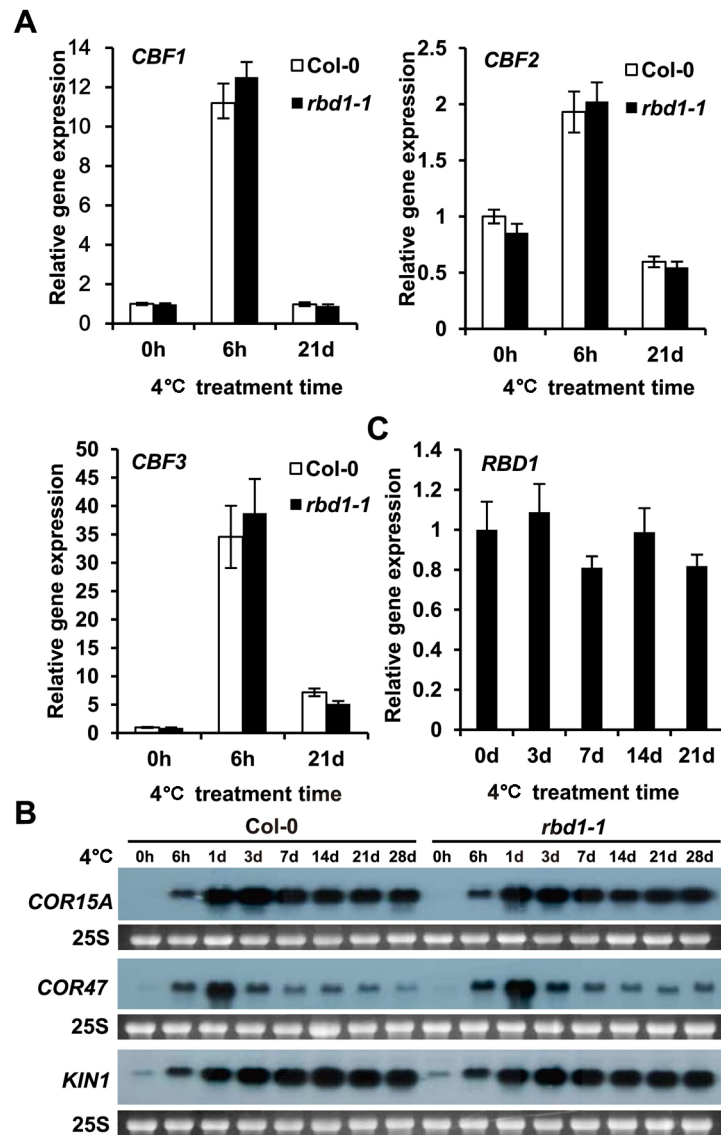 A
CBF1
Col-0
rbd1-1
Relative gene expression
14
12
10
8
6
4
2
0
0h 6h 21d
4°C treatment time
CBF2
Col-0
rbd1-1
Relative gene expression
2.5
2
1.5
1
0.5
0
0h 6h 21d
4°C treatment time
CBF3
Col-0
rbd1-1
Relative gene expression
50
45
40
35
30
25
20
15
10
5
0
0h 6h 21d
4°C treatment time
C
RBD1
Relative gene expression
1.4
1.2
1
0.8
0.6
0.4
0.2
0
0d 3d 7d 14d 21d
4°C treatment time
B
Col-0 rbd1-1
4°C 0h 6h 1d 3d 7d 14d 21d 28d 0h 6h 1d 3d 7d 14d 21d 28d
COR15A
25S
COR47
25S
KIN1
25S